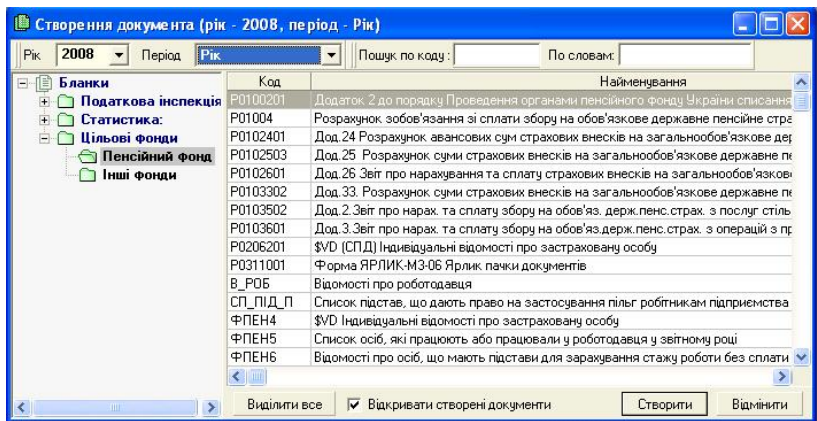 Створення документа (рік - 2008, період - Рік)
Рік 2008 Період Рік Пошук по коду: По словам:
Бланки
Податкова інспекція
Статистика:
Цільові фонди
Пенсійний фонд
Інші фонди
Код Найменування
P0100201 Додаток 2 до порядку Проведення органами пенсійного фонду України списання
P01004 Розрахунок зобов'язання зі сплати збору на обов'язкове державне пенсійне стра
P0102401 Дод.24 Розрахунок авансових сум страхових внесків на загальнообов'язкове дер
P0102503 Дод.25 Розрахунок суми страхових внесків на загальнообов'язкове державне пе
P0102601 Дод.26 Звіт про нарахування та сплату страхових внесків на загальнообов'язков
P0103302 Дод.33. Розрахунок суми страхових внесків на загальнообов'язкове державне пе
P0103502 Дод.2.Звіт про нарах. та сплату збору на обов'яз. держ.пенс.страх. з послуг стіль
P0103601 Дод.3.Звіт про нарах. та сплату збору на обов'яз.держ.пенс.страх. з операцій з пр
P0206201 $VD (СПД) Індивідуальні відомості про застраховану особу
P0311001 Форма ЯРЛИК-МЗ-06 Ярлик пачки документів
В_РОБ Відомості про роботодавця
СП_ПІД_П Список підстав, що дають право на застосування пільг робітникам підприємства
ФПЕН4 $VD Індивідуальні відомості про застраховану особу
ФПЕН5 Список осіб, які працюють або працювали у роботодавця у звітному році
ФПЕН6 Відомості про осіб, що мають підстави для зарахування стажу роботи без сплати
Виділити все Відкривати створені документи Створити Відмінити